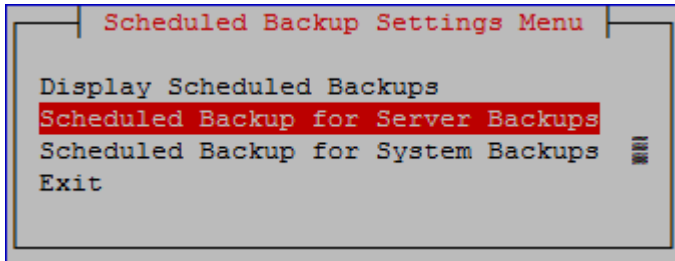 Scheduled Backup Settings Menu
Display Scheduled Backups
Scheduled Backup for Server Backups
Scheduled Backup for System Backups
Exit